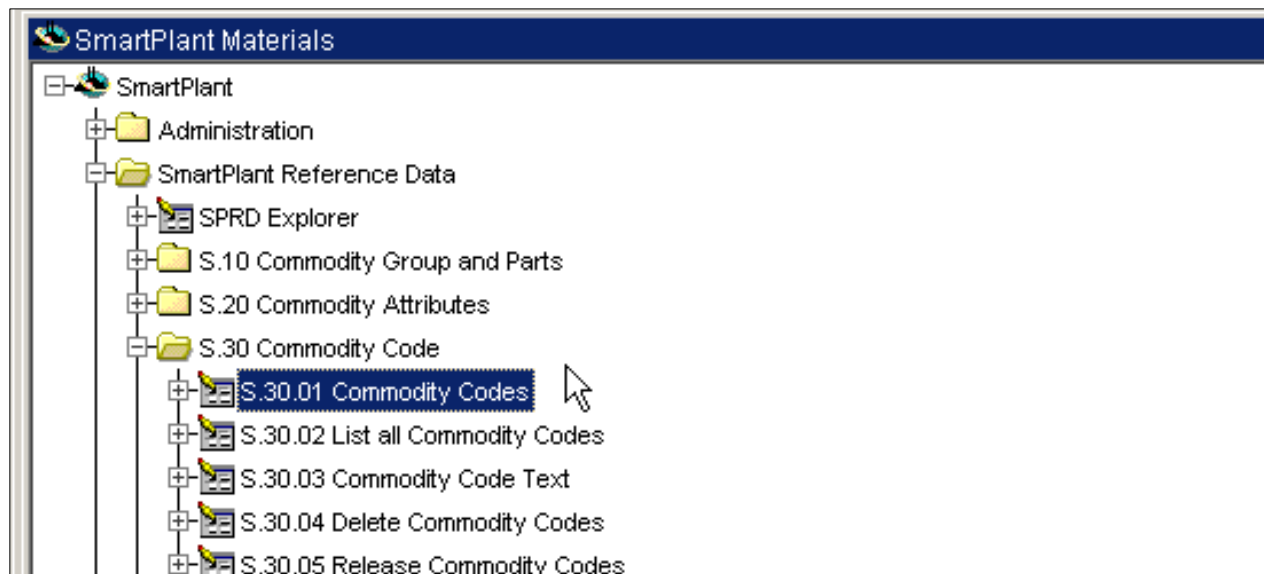 SmartPlant Materials
SmartPlant
Administration
SmartPlant Reference Data
SPRD Explorer
S.10 Commodity Group and Parts
S.20 Commodity Attributes
S.30 Commodity Code
S.30.01 Commodity Codes
S.30.02 List all Commodity Codes
S.30.03 Commodity Code Text
S.30.04 Delete Commodity Codes
S.30.05 Release Commodity Codes